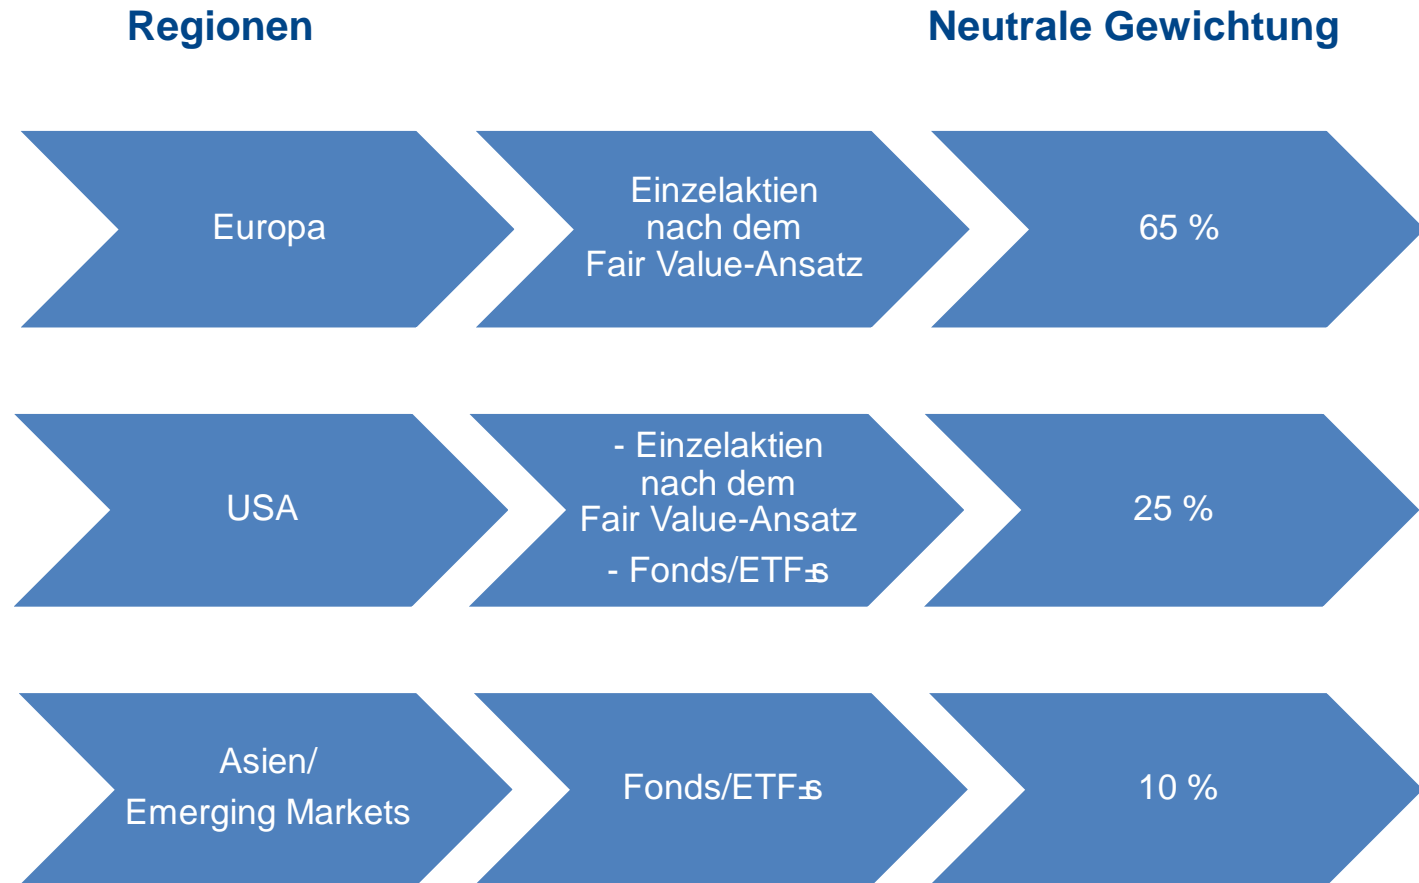 Regionen
Neutrale Gewichtung
Europa
Einzelaktien
nach dem
Fair Value-Ansatz
65 %
USA
- Einzelaktien
nach dem
Fair Value-Ansatz
- Fonds/ETF±s
25 %
Asien/
Emerging Markets
Fonds/ETF±s
10 %